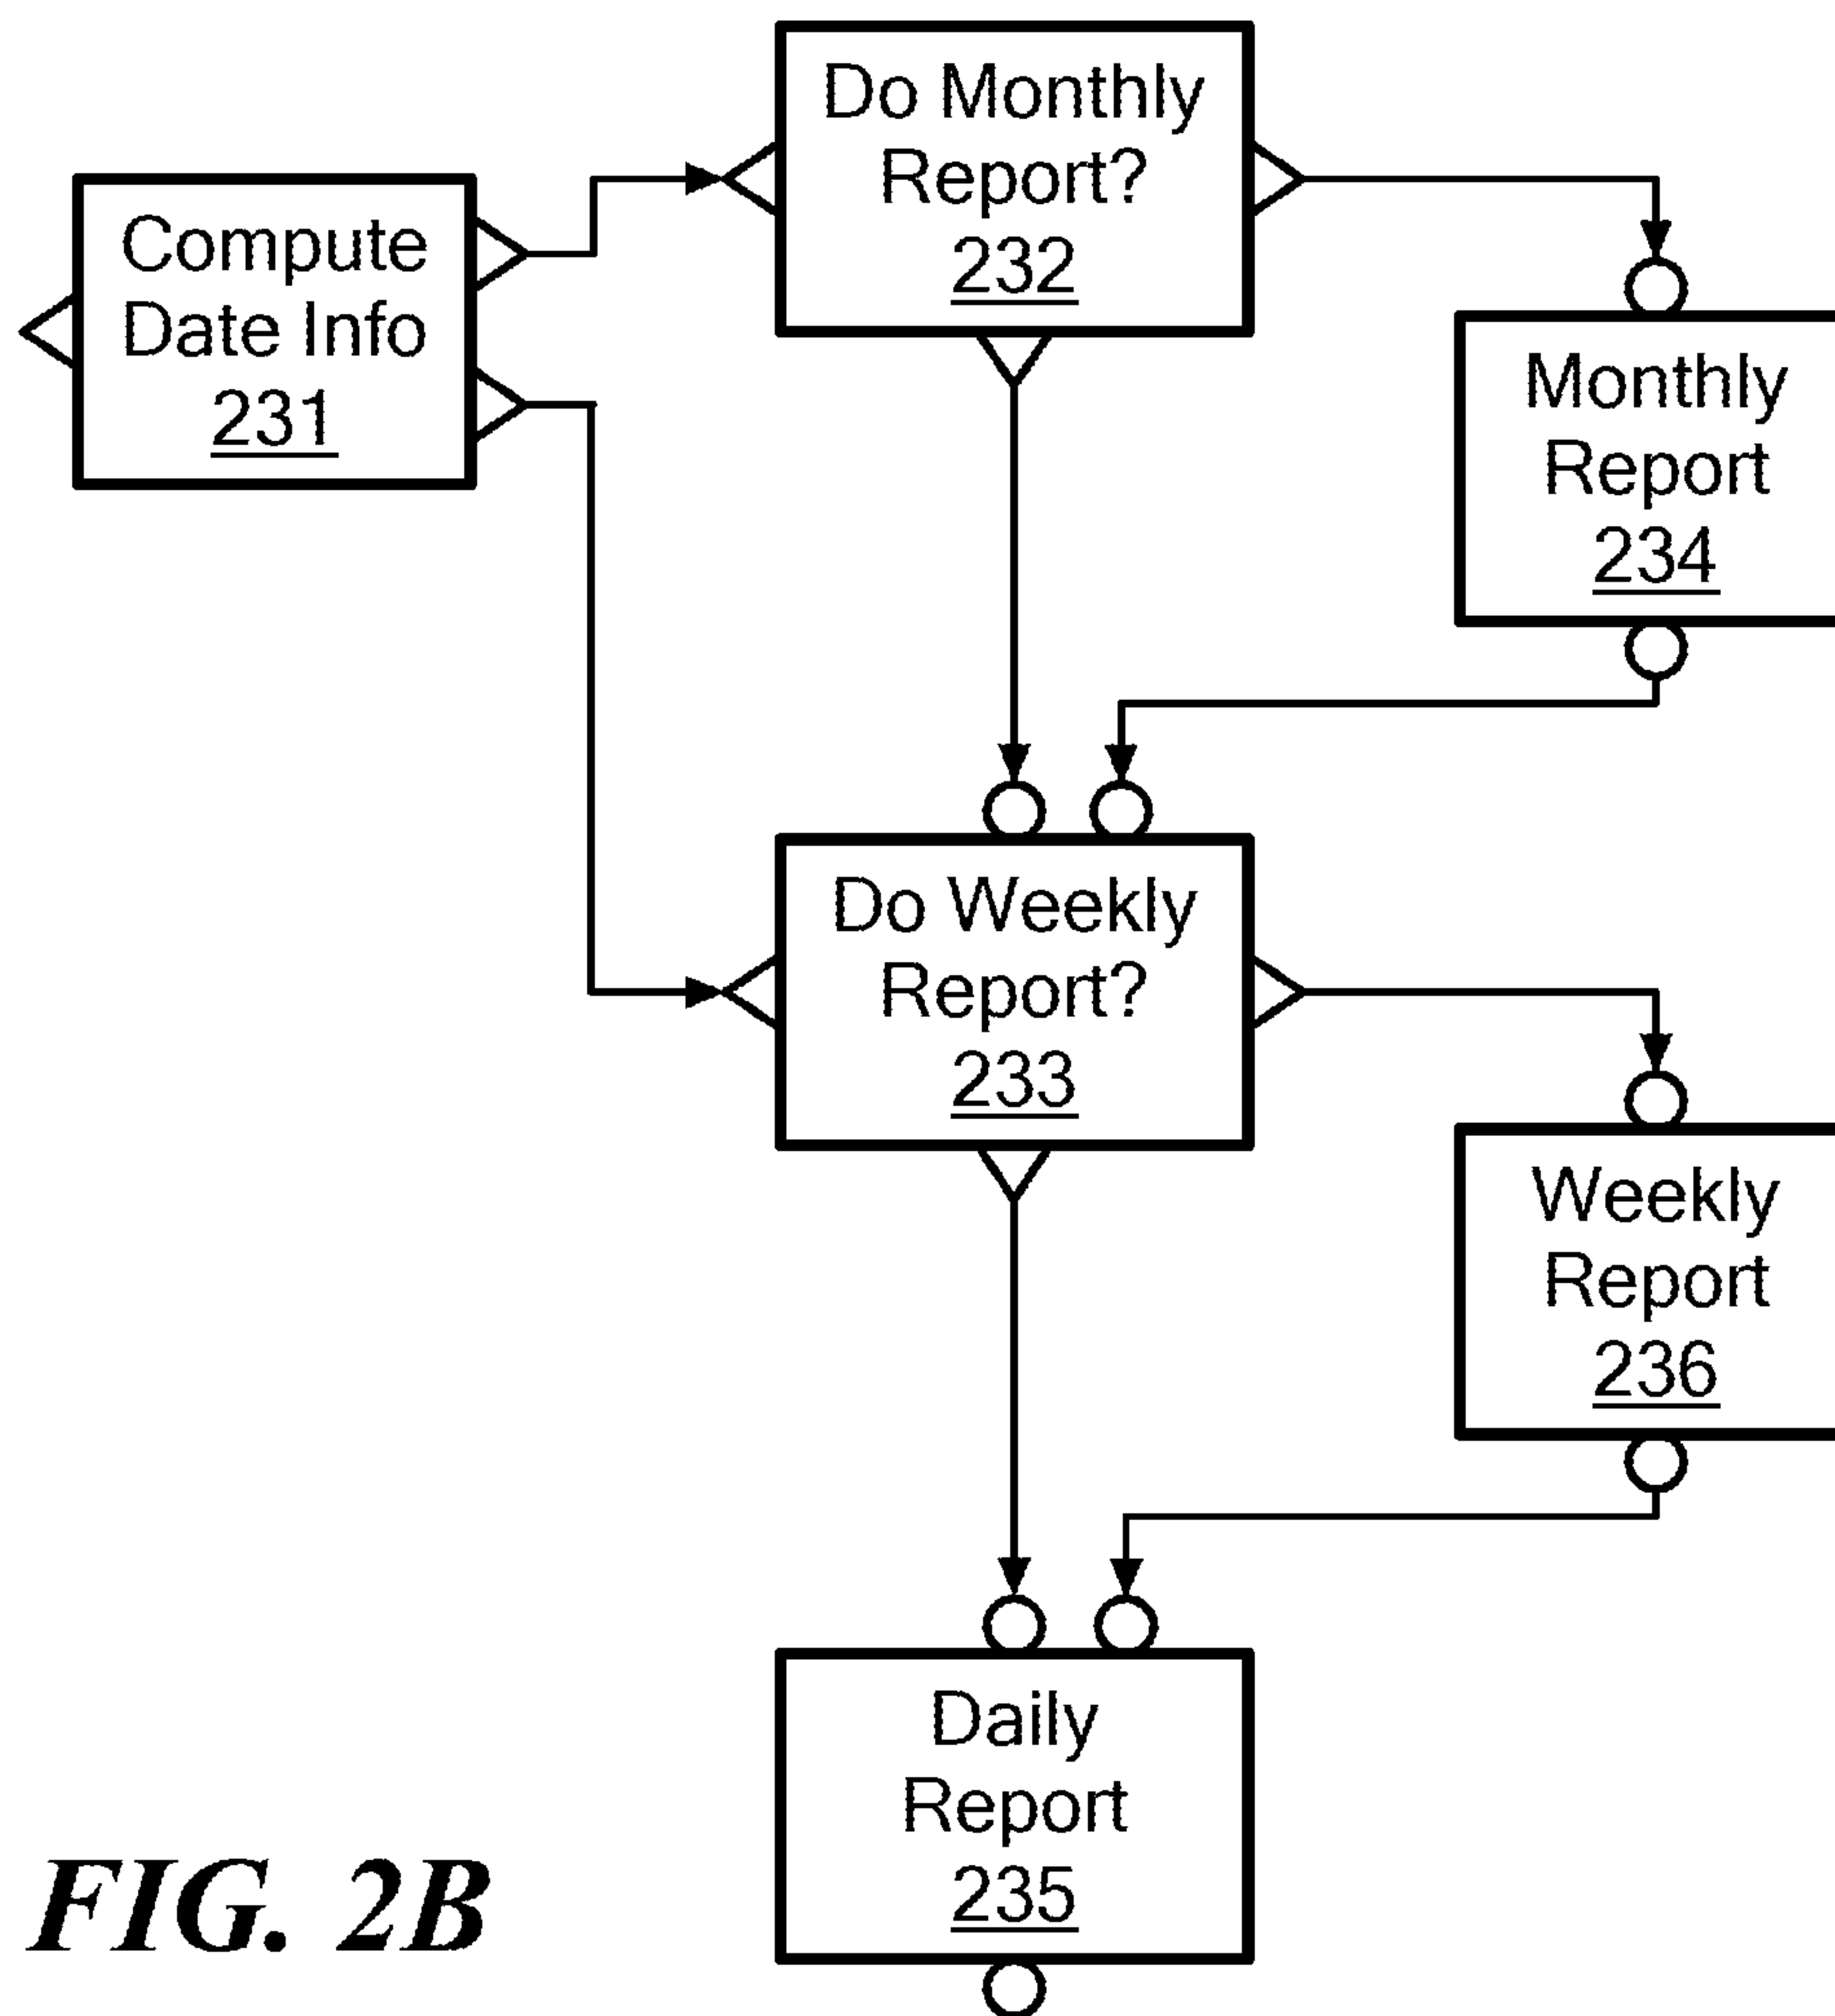 Do Monthly
Report?
232
Compute
Date Info
231
Monthly
Report
234
Do Weekly
Report?
233
Weekly
Report
236
Daily
Report
235
FIG. 2B